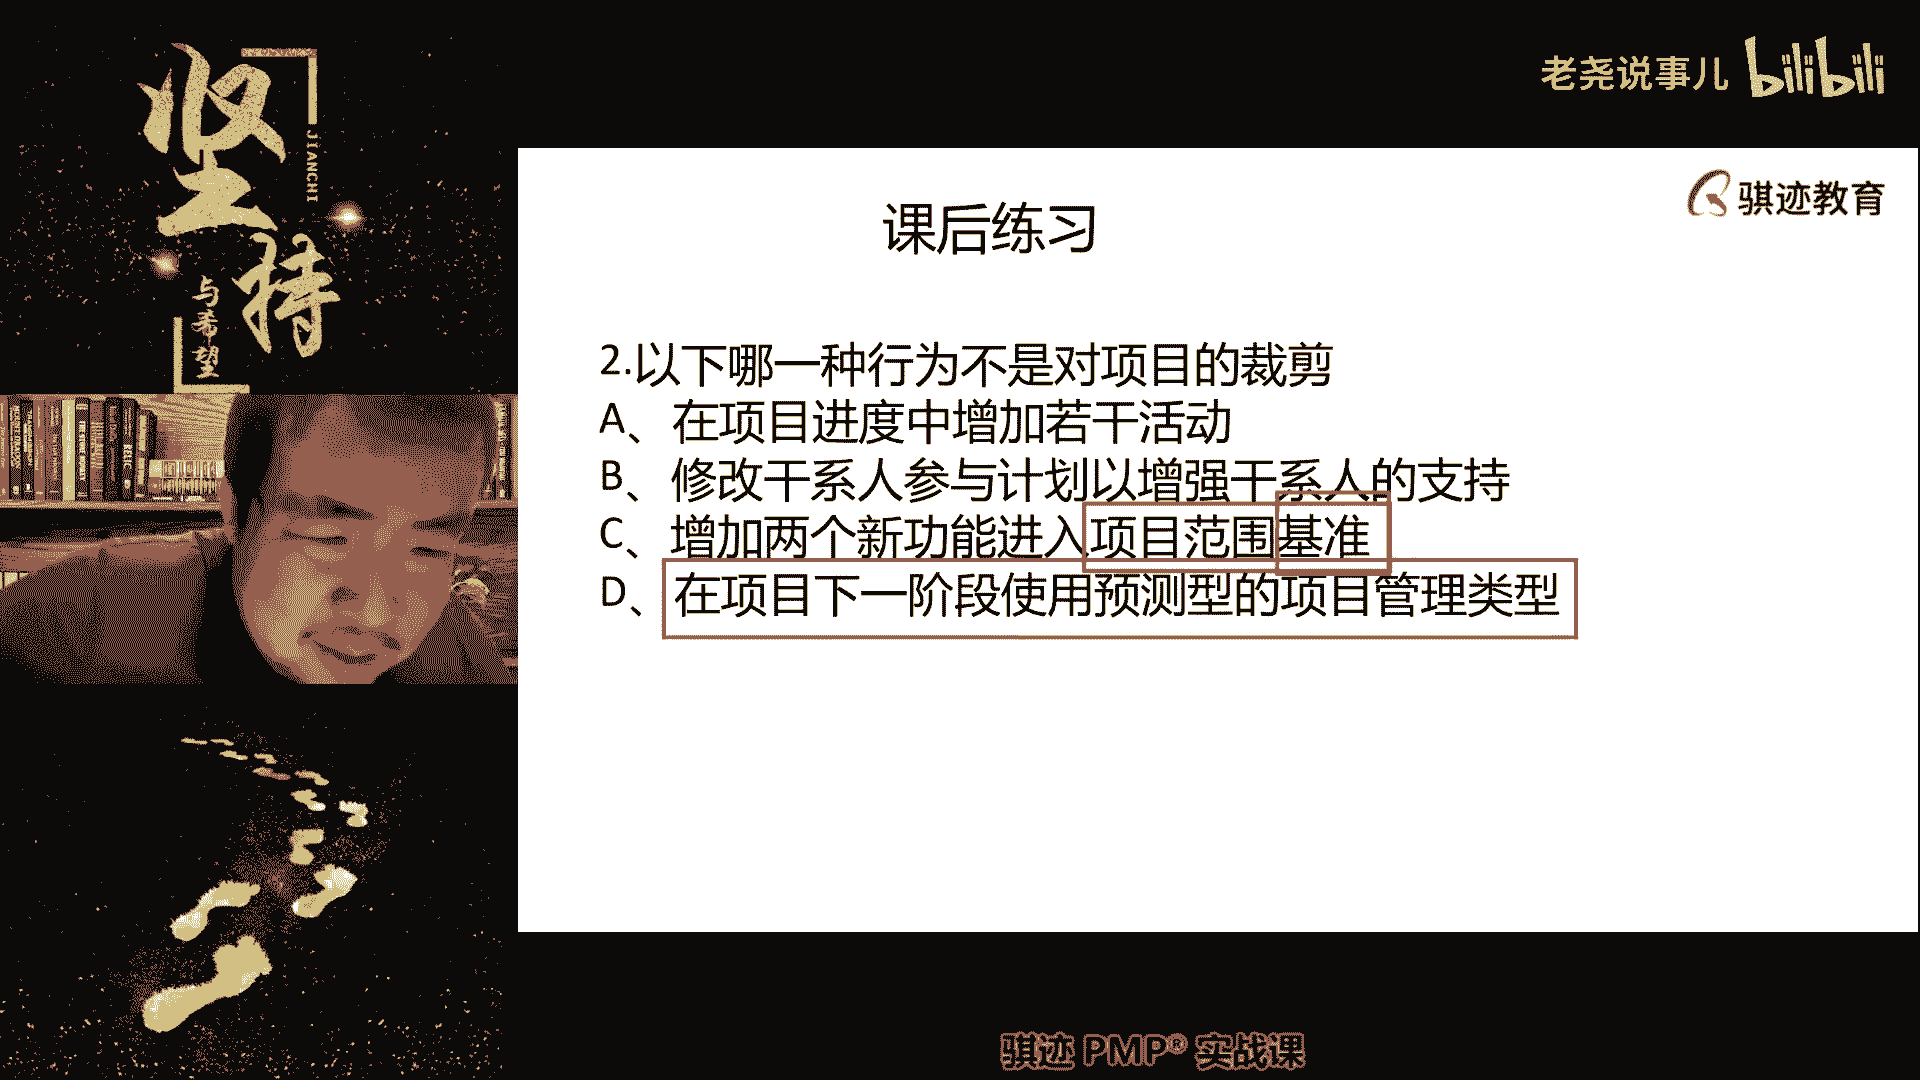 坚持
JIANCHI
与希望
老尧说事儿 bilibili
骐迹教育
课后练习
2.以下哪一种行为不是对项目的裁剪
A、在项目进度中增加若干活动
B、修改干系人参与计划以增强干系人的支持
C、增加两个新功能进入项目范围基准
D、在项目下一阶段使用预测型的项目管理类型
骐迹 PMP® 实战课